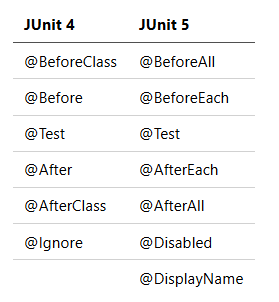 JUnit 4 JUnit 5
@BeforeClass @BeforeAll
@Before @BeforeEach
@Test @Test
@After @AfterEach
@AfterClass @AfterAll
@Ignore @Disabled
@DisplayName